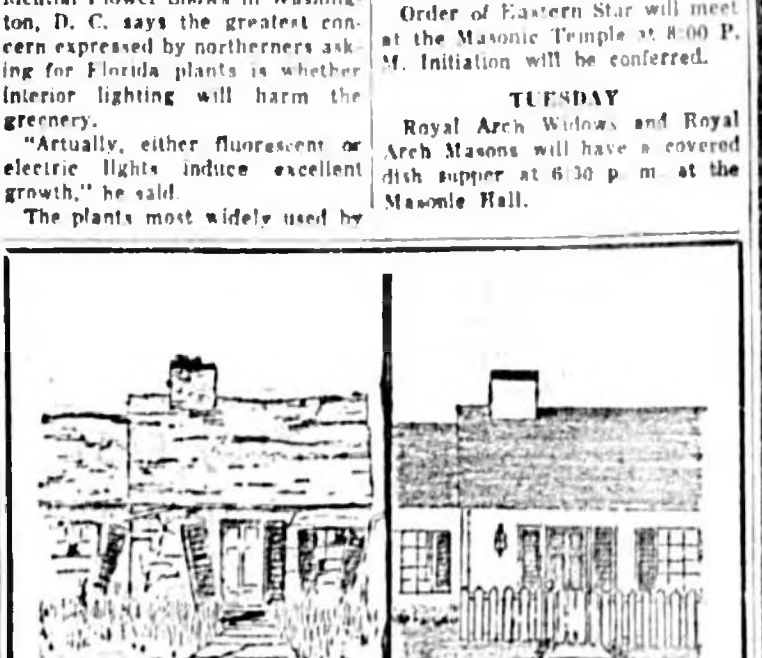 ton, D. C. says the greatest con-
cern expressed by northerners ask-
ing for Florida plants is whether
interior lighting will harm the
greenery.
"Artually, either fluorescent or
electric lights induce excellent
growth," he said.
The plants most widely used by
Order of Eastern Star will meet
at the Masonic Temple at 8:00 P.
M. Initiation will be conferred.
TUESDAY
Royal Arch Widows and Royal
Arch Masons will have a covered
dish supper at 6:30 p. m. at the
Masonic Hall.